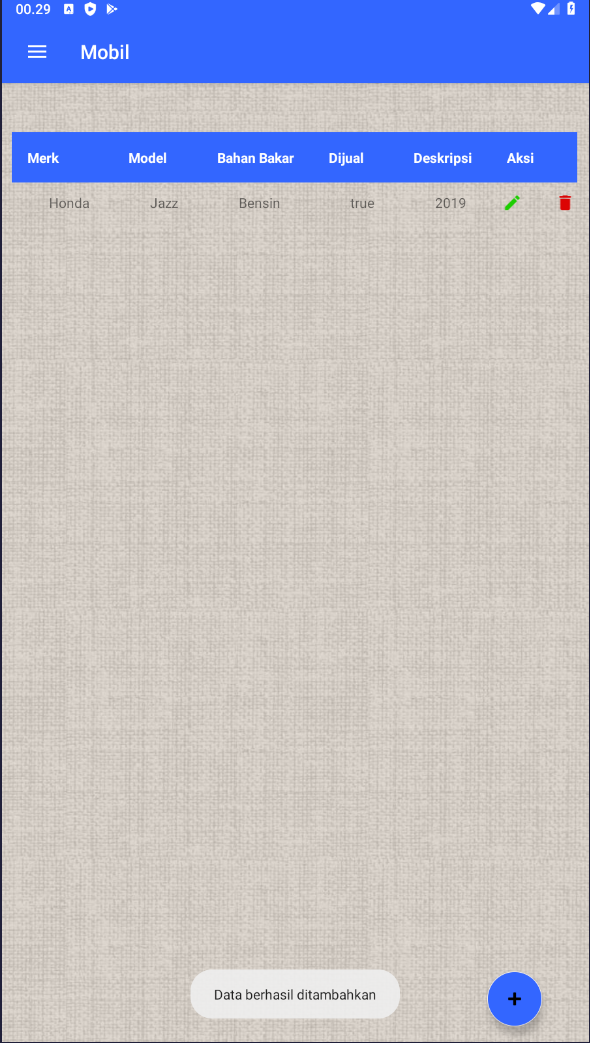 00.29
Mobil
Merk Model Bahan Bakar Dijual Deskripsi Aksi
Honda Jazz Bensin true 2019
Data berhasil ditambahkan
+